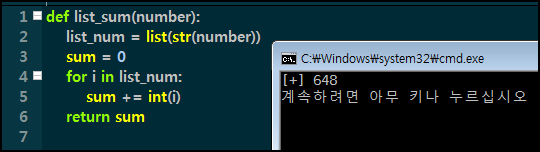 1 def list_sum(number):
2 list_num = list(str(number))
3 sum = 0
4 for i in list_num:
5 sum += int(i)
6 return sum
7
C:₩Windows₩system32₩cmd.exe
[+] 648
계속하려면 아무 키나 누르십시오